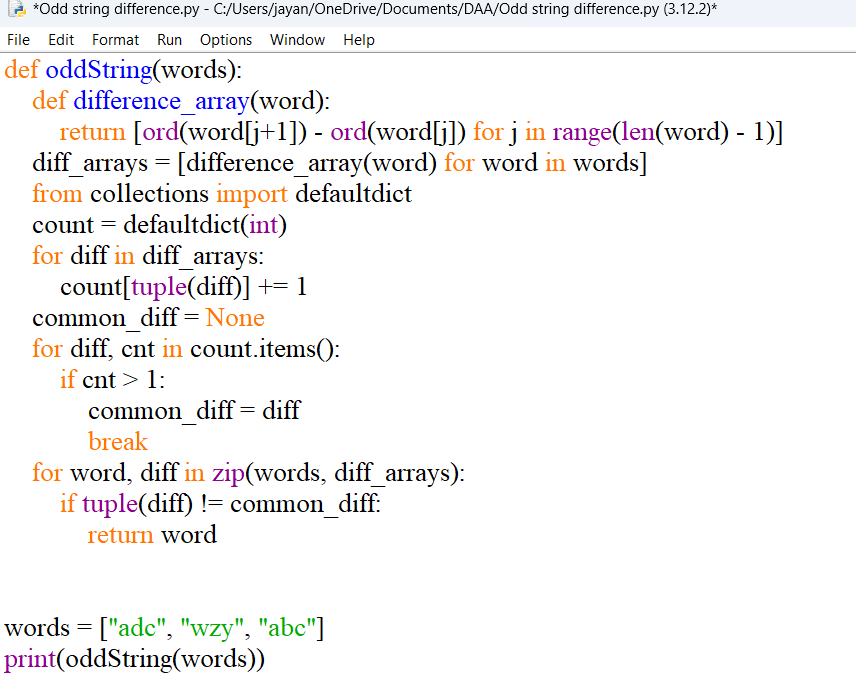 *Odd string difference.py - C:/Users/jayan/OneDrive/Documents/DAA/Odd string difference.py (3.12.2)*
File Edit Format Run Options Window Help
def oddString(words):
    def difference_array(word):
        return [ord(word[j+1]) - ord(word[j]) for j in range(len(word) - 1)]
    diff_arrays = [difference_array(word) for word in words]
    from collections import defaultdict
    count = defaultdict(int)
    for diff in diff_arrays:
        count[tuple(diff)] += 1
    common_diff = None
    for diff, cnt in count.items():
        if cnt > 1:
            common_diff = diff
            break
    for word, diff in zip(words, diff_arrays):
        if tuple(diff) != common_diff:
            return word
words = ["adc", "wzy", "abc"]
print(oddString(words))